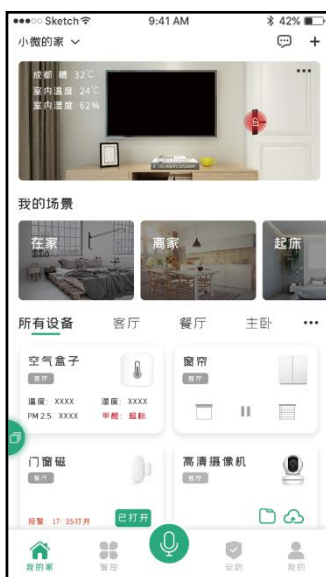 Sketch 9:41 AM 42%
小微的家
成都 晴 32℃
室内温度 24℃
室内湿度 62%
我的场景
在家 离家 起床
所有设备 客厅 餐厅 主卧
空气盒子 窗帘
客厅 客厅
温度: XXXX 湿度: XXXX
PM 2.5 XXXX 甲醛: 超标
门窗磁 高清摄像机
餐厅 客厅
报警: 17: 35打开 已打开
我的家 智控 安防 我的